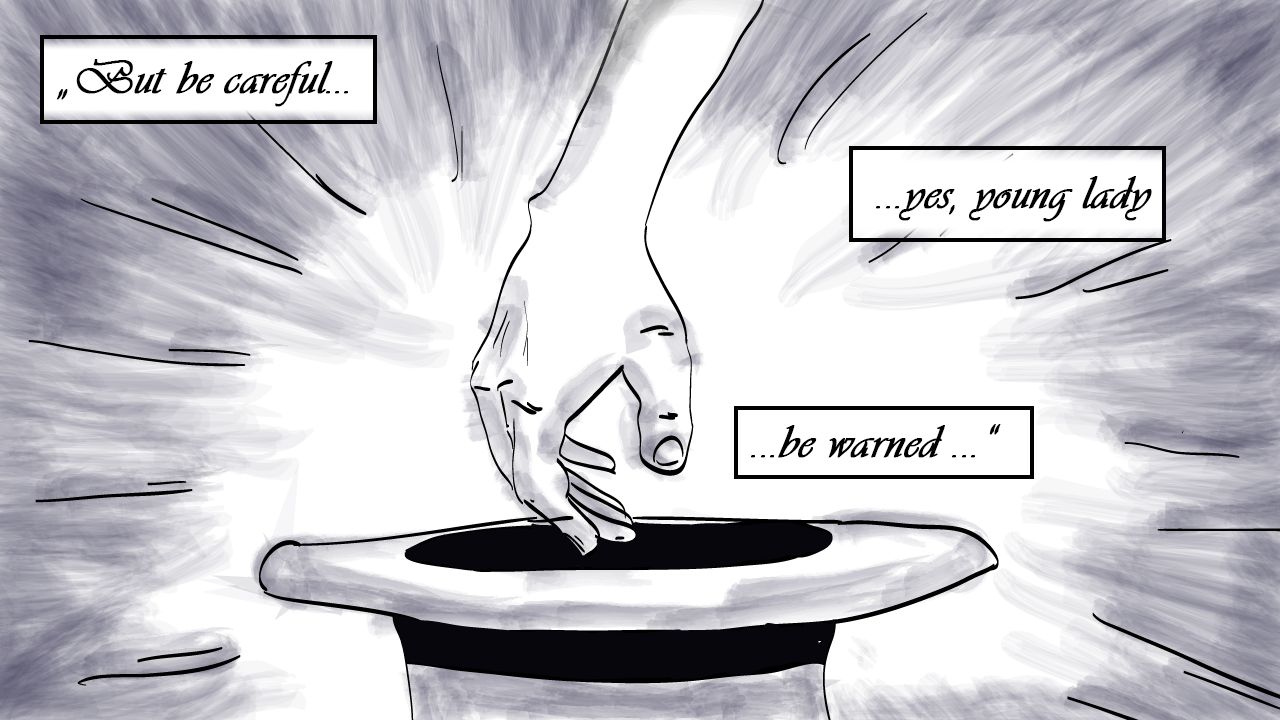 „But be careful...
...yes, young lady
...be warned ...“